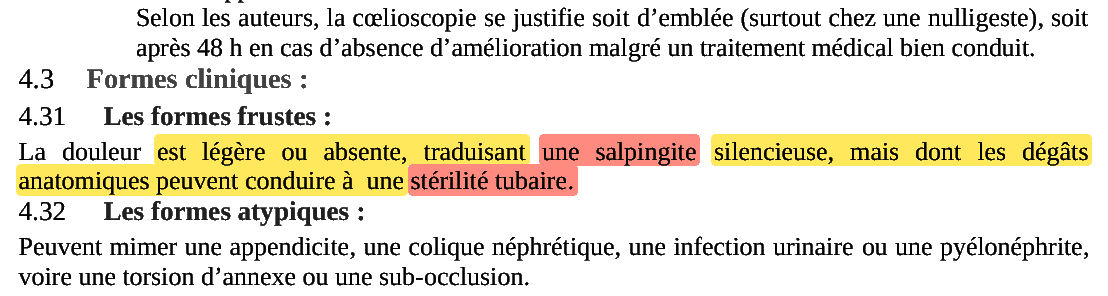 Selon les auteurs, la cœlioscopie se justifie soit d’emblée (surtout chez une nulligeste), soit
après 48 h en cas d’absence d’amélioration malgré un traitement médical bien conduit.
4.3 Formes cliniques :
4.31 Les formes frustes :
La douleur est légère ou absente, traduisant une salpingite silencieuse, mais dont les dégâts
anatomiques peuvent conduire à une stérilité tubaire.
4.32 Les formes atypiques :
Peuvent mimer une appendicite, une colique néphrétique, une infection urinaire ou une pyélonéphrite,
voire une torsion d’annexe ou une sub-occlusion.